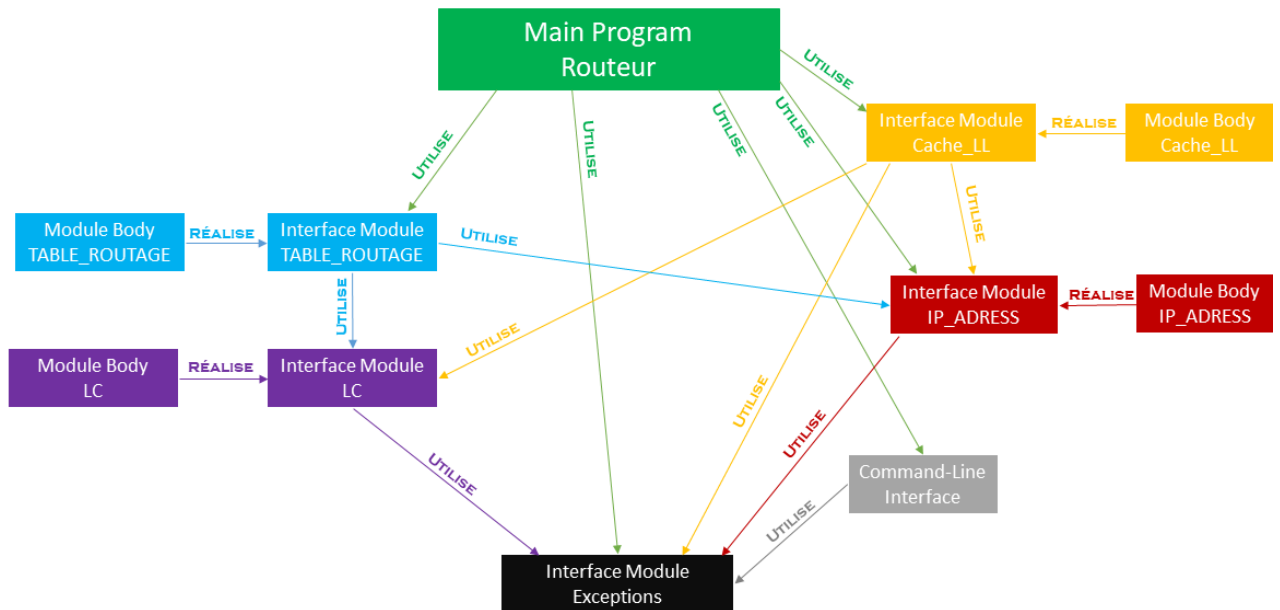 Main Program
Routeur
Utilise
Utilise
Utilise
Utilise
Utilise
Interface Module
Cache_LL
Réalise
Module Body
Cache_LL
Module Body
TABLE_ROUTAGE
Réalise
Interface Module
TABLE_ROUTAGE
Utilise
Utilise
Utilise
Interface Module
IP_ADRESS
Réalise
Module Body
IP_ADRESS
Module Body
LC
Réalise
Interface Module
LC
Utilise
Utilise
Utilise
Utilise
Utilise
Command-Line
Interface
Utilise
Interface Module
Exceptions